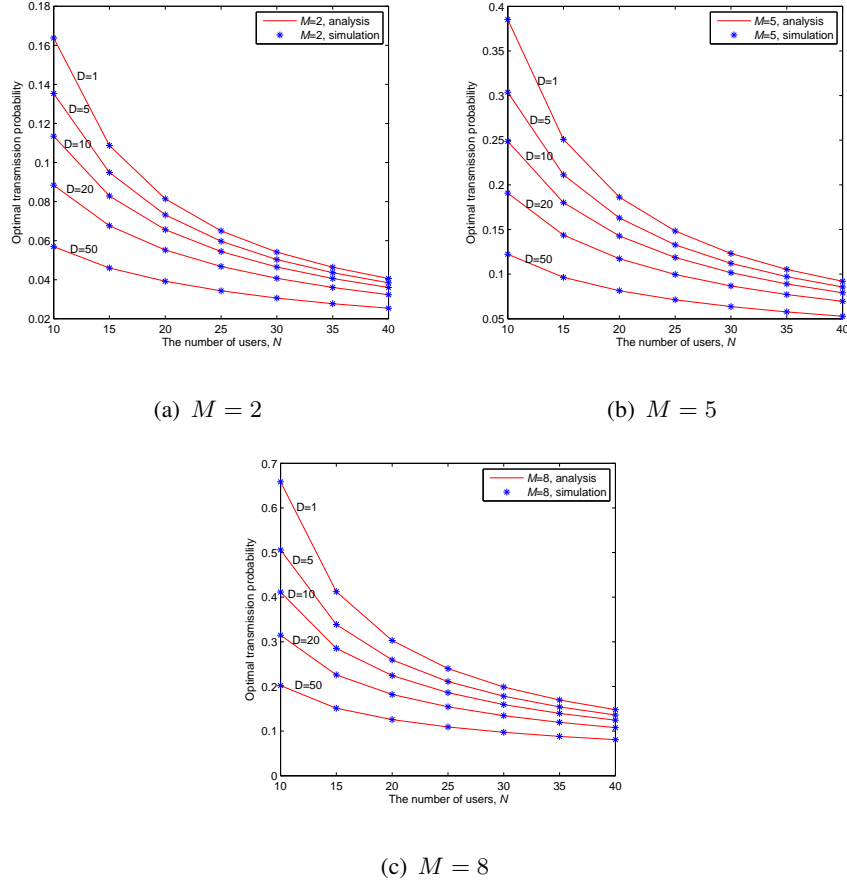 M=2, analysis
M=2, simulation
Optimal transmission probability
0.18
0.16
0.14
0.12
0.1
0.08
0.06
0.04
0.02
D=1
D=5
D=10
D=20
D=50
10 15 20 25 30 35 40
The number of users, N
(a) M = 2
M=5, analysis
M=5, simulation
Optimal transmission probability
0.4
0.35
0.3
0.25
0.2
0.15
0.1
0.05
D=1
D=5
D=10
D=20
D=50
10 15 20 25 30 35 40
The number of users, N
(b) M = 5
M=8, analysis
M=8, simulation
Optimal transmission probability
0.7
0.6
0.5
0.4
0.3
0.2
0.1
0
D=1
D=5
D=10
D=20
D=50
10 15 20 25 30 35 40
The number of users, N
(c) M = 8